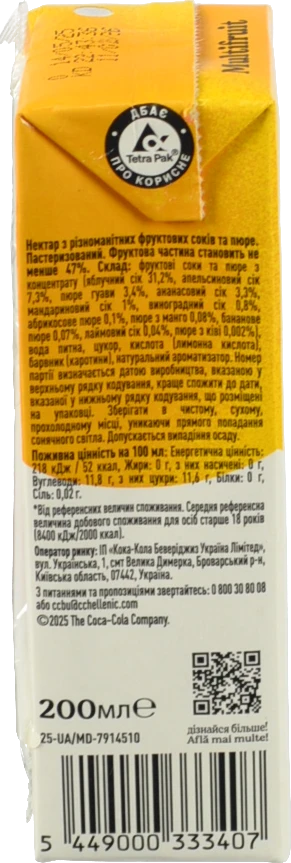 Multifruit
14/05/25
ДБАЄ
Tetra Pak®
ПРО КОРИСНЕ
Нектар з різноманітних фруктових соків та пюре.
Пастеризований. Фруктова частина становить не
менше 47%. Склад: фруктові соки та пюре з
концентрату (яблучний сік 31,2%, апельсиновий сік
7,3%, пюре гуави 3,4%, ананасовий сік 3,3%,
мандариновий сік 1%, виноградний сік 0,8%,
абрикосове пюре 0,1%, пюре з манго 0,08%, бананове
пюре 0,07%, лаймовий сік 0,04%, пюре з ківі 0,002%),
вода питна, цукор, кислота (лимонна кислота),
барвник (каротини), натуральний ароматизатор. Номер
партії визначається датою виробництва, вказаною у
верхньому рядку кодування, краще спожити до дати,
вказаної у нижньому рядку кодування, що розміщені
на упаковці. Зберігати в чистому, сухому,
прохолодному місці, уникаючи прямого попадання
сонячного світла. Допускається випадіння осаду.
Поживна цінність на 100 мл: Енергетична цінність:
218 кДж / 52 ккал, Жири: 0 г, з них насичені: 0 г,
Вуглеводи: 11,8 г, з них цукри: 11,6 г, Білки: 0 г,
Сіль: 0,02 г.
*Від референсних величин споживання. Середня референсна
величина добового споживання для осіб старше 18 років
(8400 кДж/2000 ккал).
Оператор ринку: ІП «Кока-Кола Беверіджиз Україна Лімітед»,
вул. Українська, 1, смт Велика Димерка, Броварський р-н,
Київська область, 07442, Україна.
З питаннями та пропозиціями звертайтесь: 0 800 30 80 08
або ccbu@cchellenic.com
©2025 The Coca-Cola Company.
200мл℮
25-UA/MD-7914510
дізнайся більше!
Află mai multe!
5 449000 333407